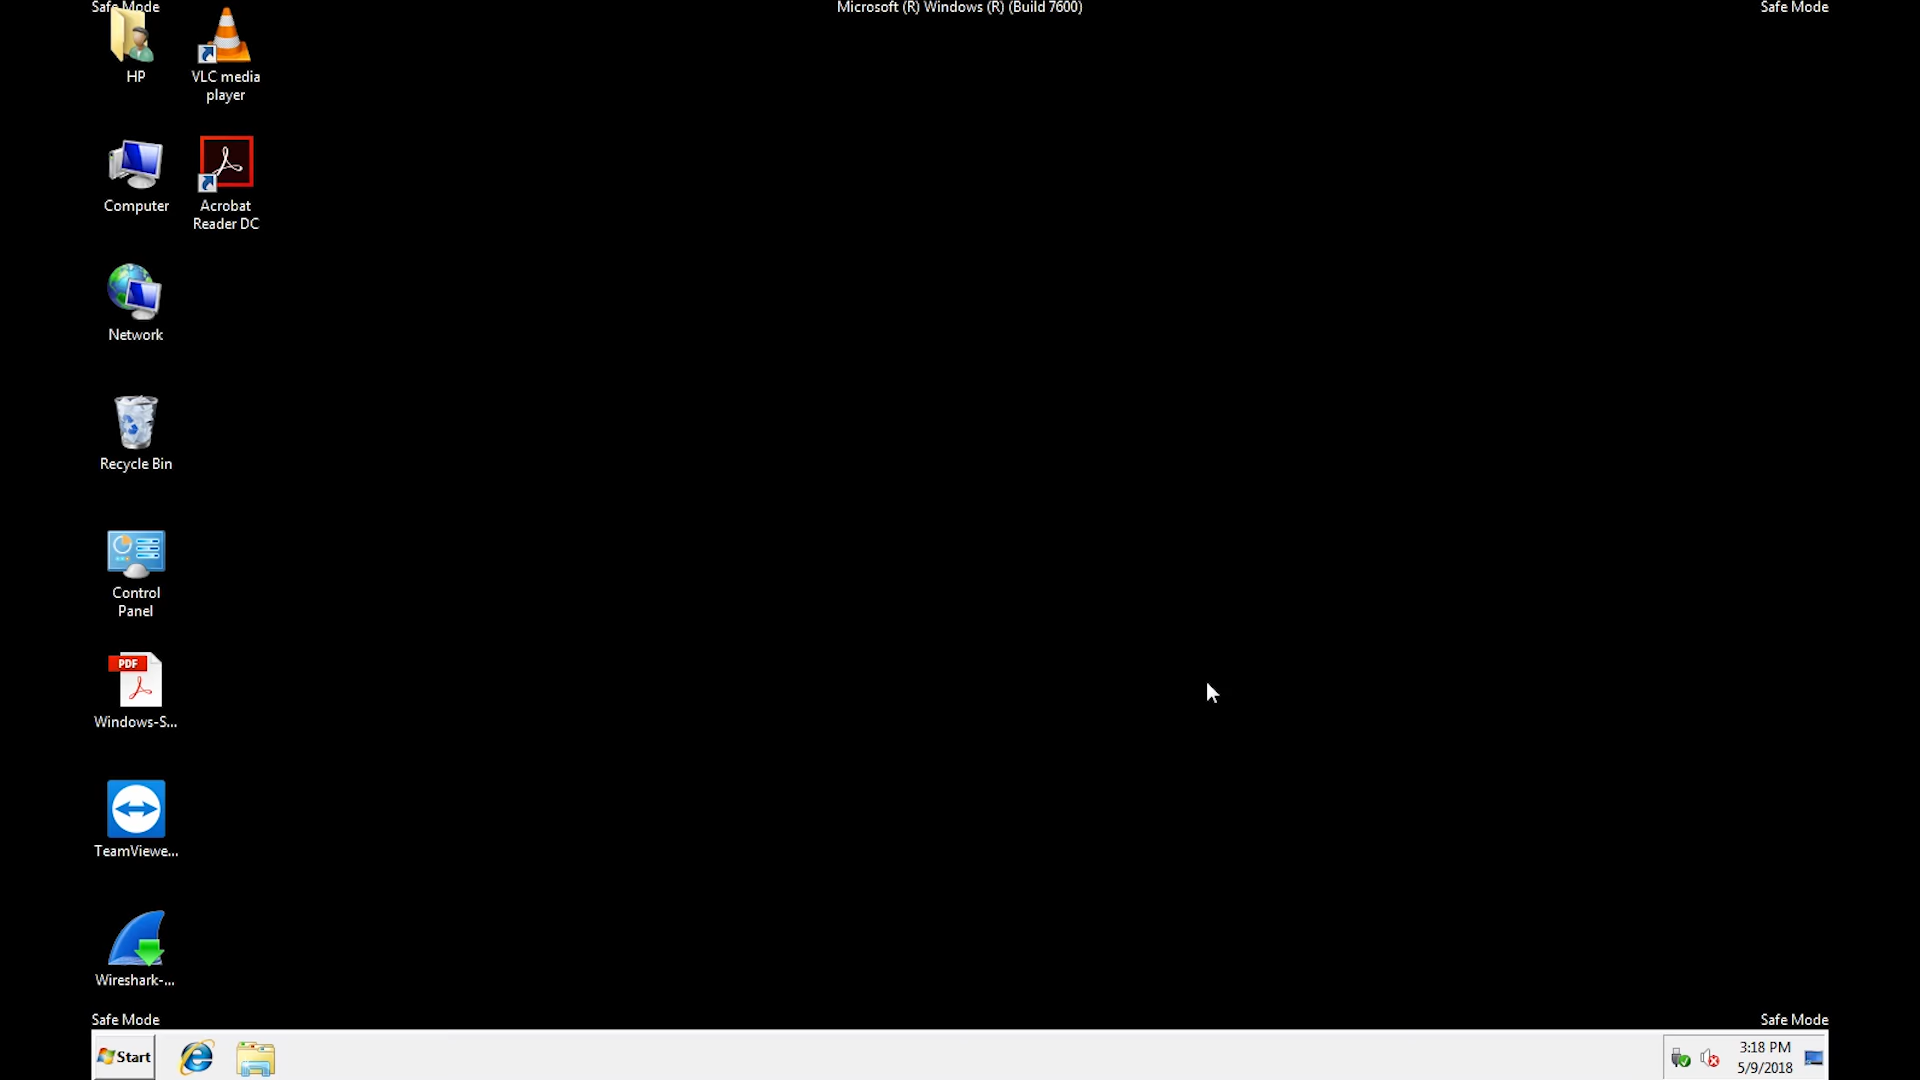 Safe Mode
Microsoft (R) Windows (R) (Build 7600)
Safe Mode
HP
VLC media
player
Computer
Acrobat
Reader DC
Network
Recycle Bin
Control
Panel
PDF
Windows-S...
TeamViewe...
Wireshark-...
Safe Mode
Safe Mode
Start
3:18 PM
5/9/2018